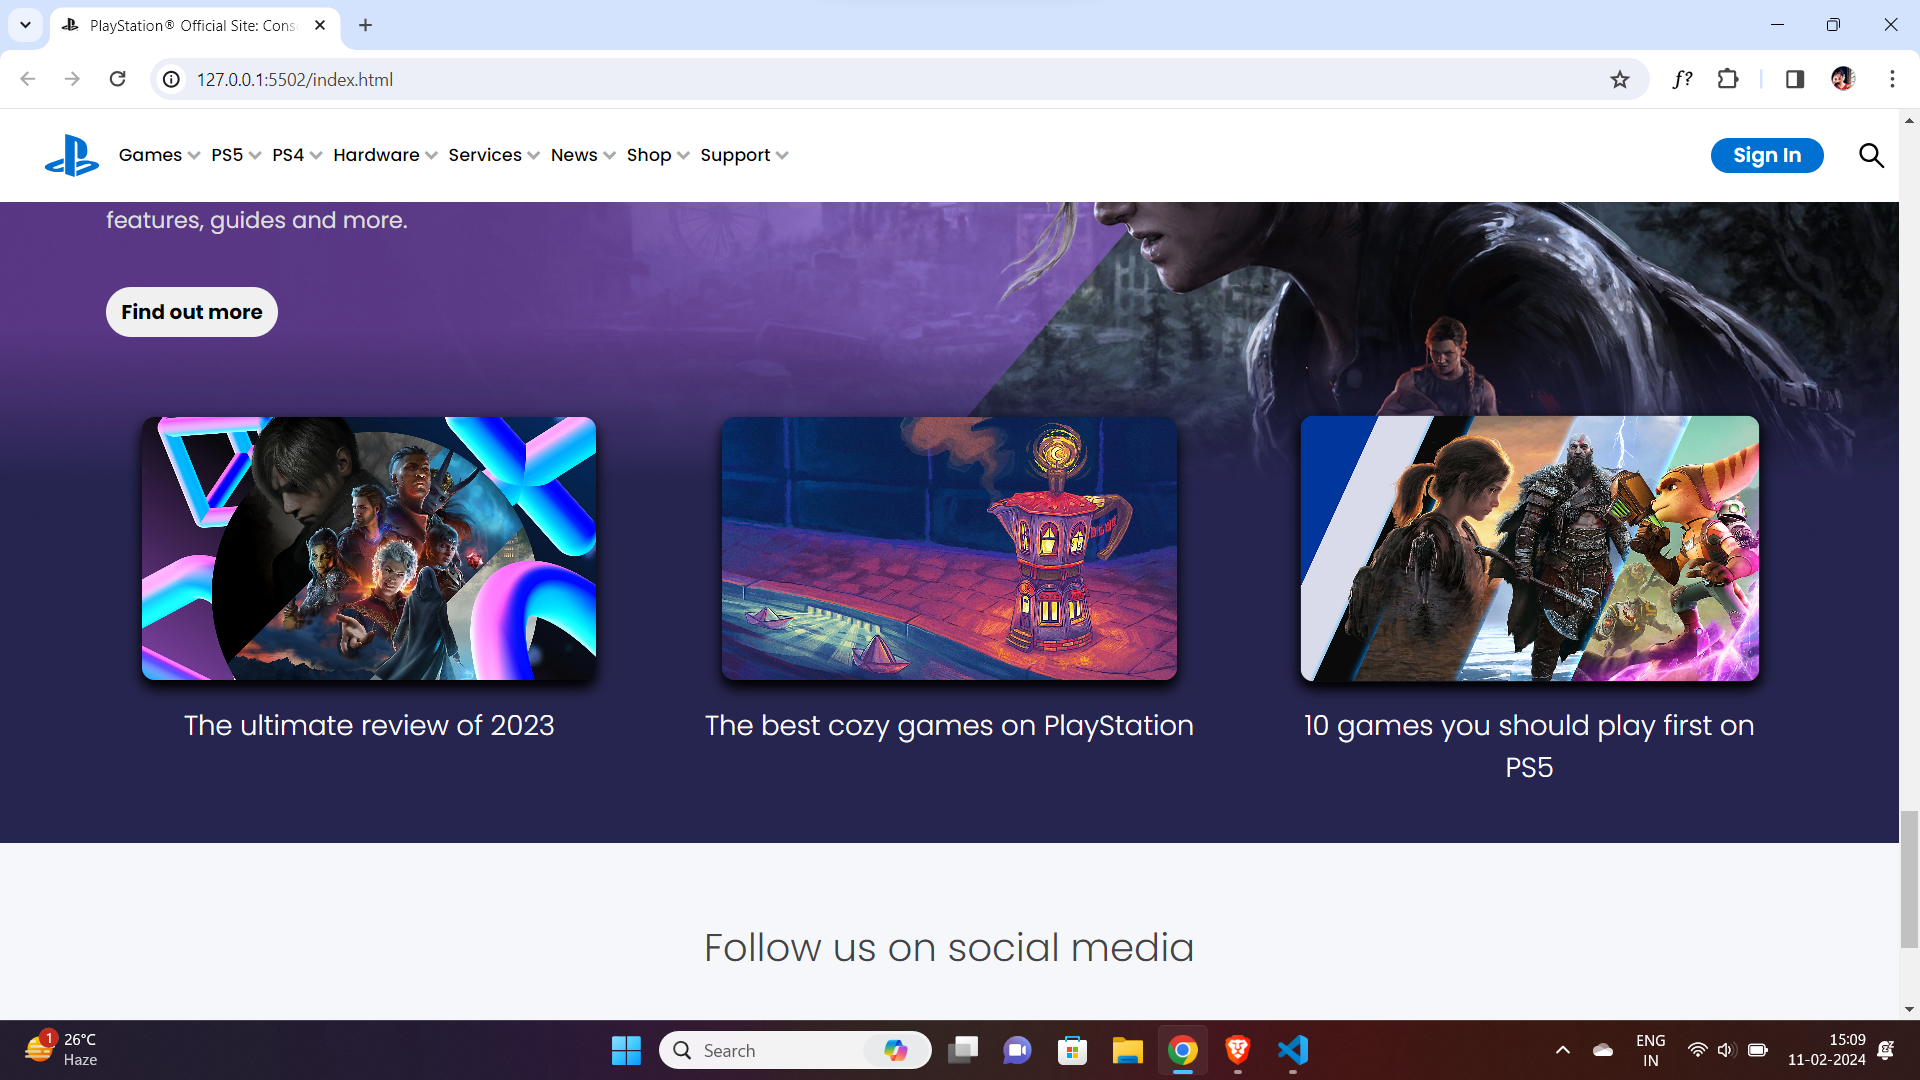 PlayStation® Official Site: Cons
127.0.0.1:5502/index.html
f?
Games PS5 PS4 Hardware Services News Shop Support
Sign In
features, guides and more.
Find out more
The ultimate review of 2023
The best cozy games on PlayStation
10 games you should play first on
PS5
Follow us on social media
1
26°C
Haze
Search
ENG
IN
15:09
11-02-2024